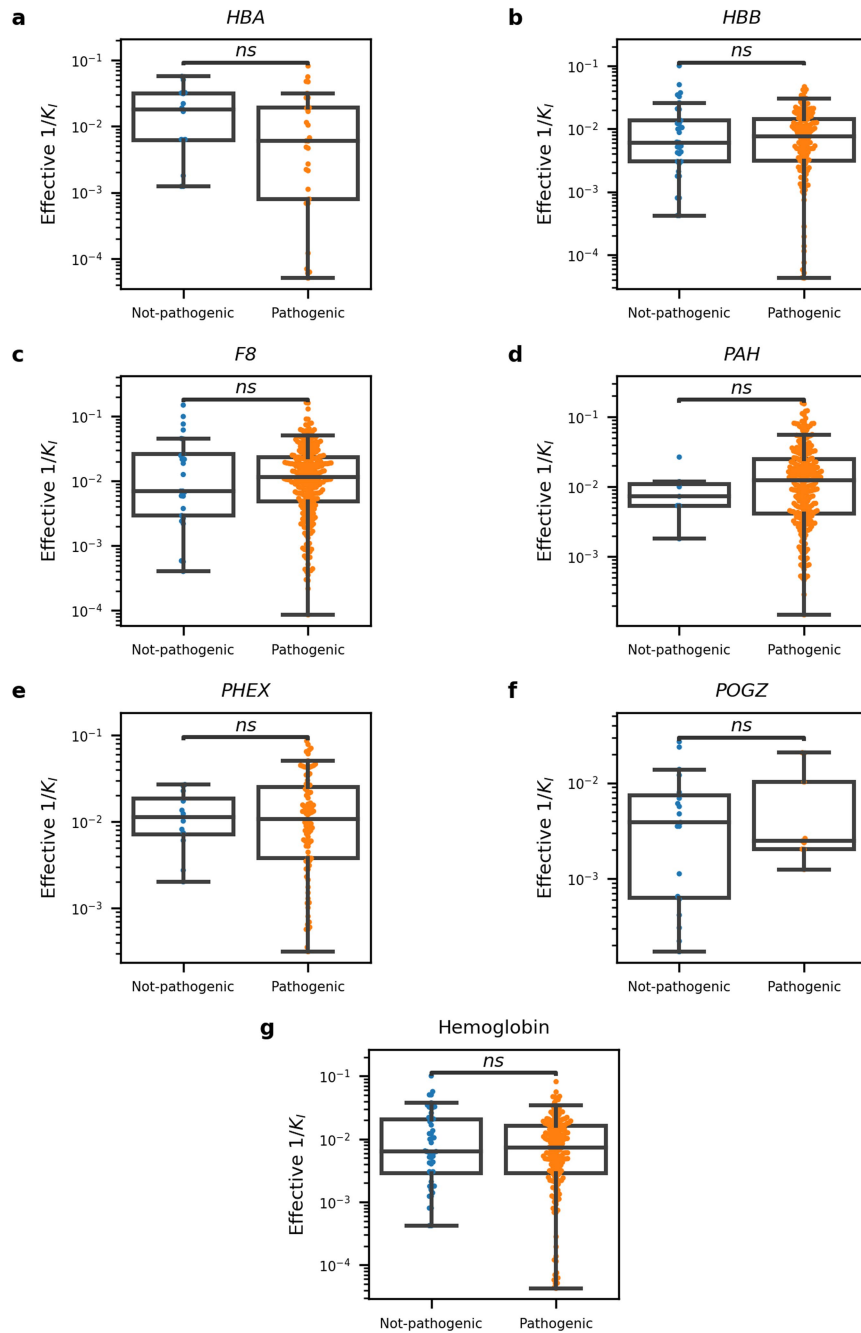 a
HBA
ns
Effective 1/K_I
10⁻¹
10⁻²
10⁻³
10⁻⁴
Not-pathogenic Pathogenic
b
HBB
ns
Effective 1/K_I
10⁻¹
10⁻²
10⁻³
10⁻⁴
Not-pathogenic Pathogenic
c
F8
ns
Effective 1/K_I
10⁻¹
10⁻²
10⁻³
10⁻⁴
Not-pathogenic Pathogenic
d
PAH
ns
Effective 1/K_I
10⁻¹
10⁻²
10⁻³
Not-pathogenic Pathogenic
e
PHEX
ns
Effective 1/K_I
10⁻¹
10⁻²
10⁻³
Not-pathogenic Pathogenic
f
POGZ
ns
Effective 1/K_I
10⁻²
10⁻³
Not-pathogenic Pathogenic
g
Hemoglobin
ns
Effective 1/K_I
10⁻¹
10⁻²
10⁻³
10⁻⁴
Not-pathogenic Pathogenic